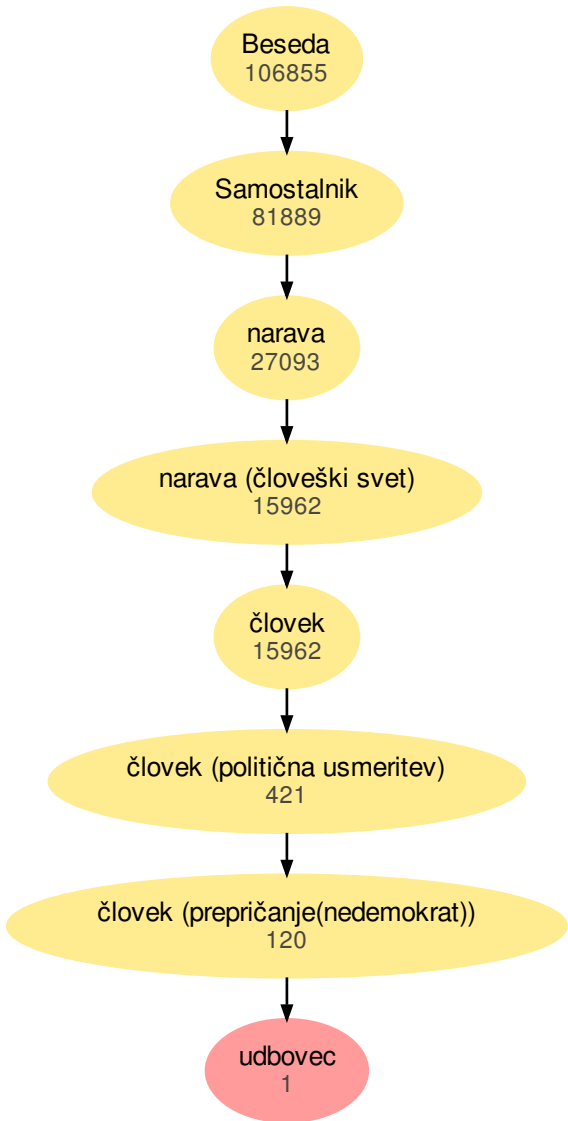 Beseda
106855
Samostalnik
81889
narava
27093
narava (človeški svet)
15962
človek
15962
človek (politična usmeritev)
421
človek (prepričanje(nedemokrat))
120
udbovec
1